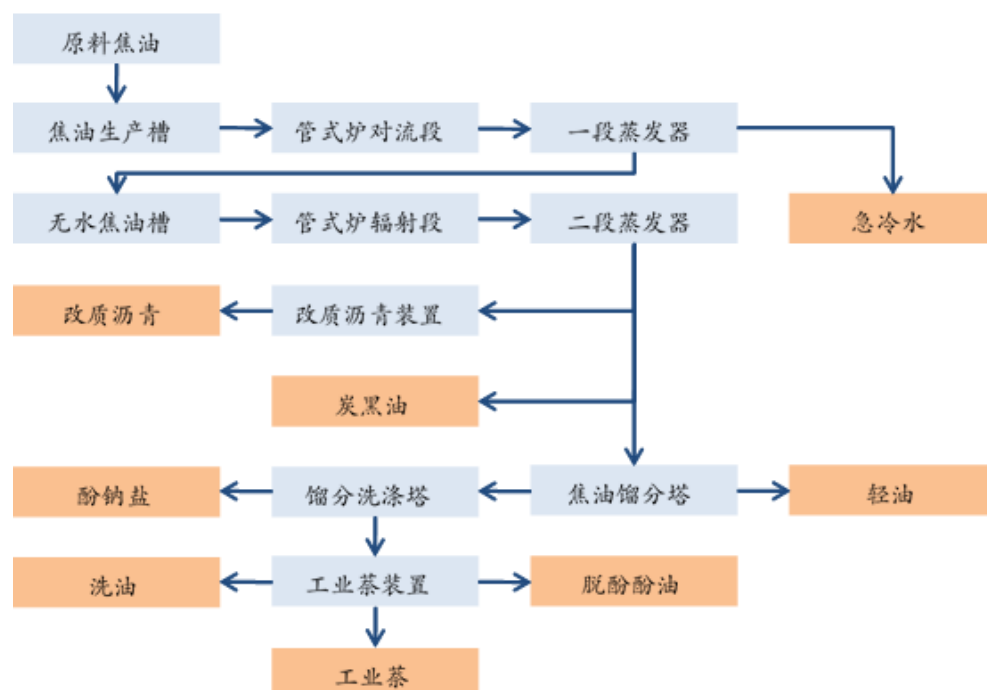 原料焦油
焦油生产槽
管式炉对流段
一段蒸发器
无水焦油槽
管式炉辐射段
二段蒸发器
急冷水
改质沥青
改质沥青装置
炭黑油
酚钠盐
馏分洗涤塔
焦油馏分塔
轻油
洗油
工业萘装置
脱酚酚油
工业萘